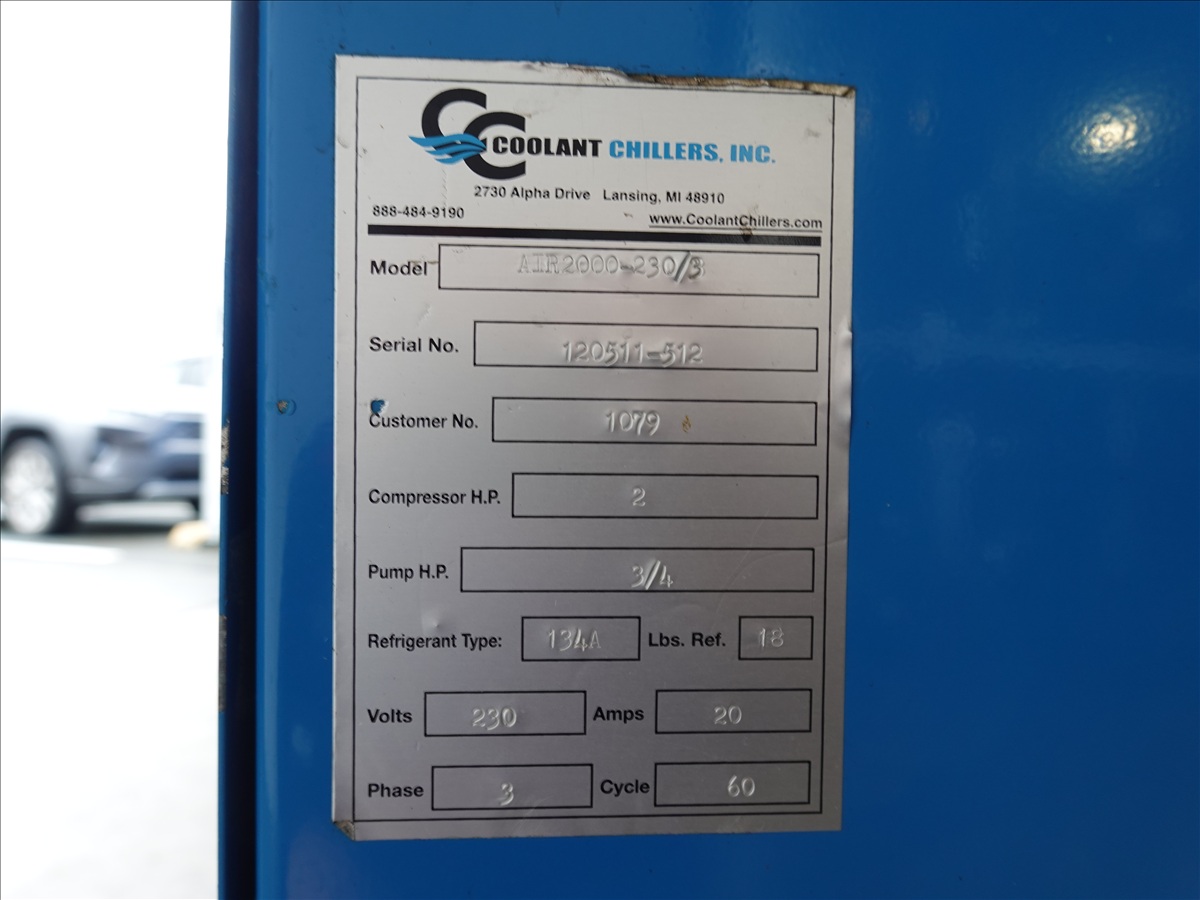 CC COOLANT CHILLERS, INC.
2730 Alpha Drive Lansing, MI 48910
888-484-9190 www.CoolantChillers.com
Model AIR2000-230/3
Serial No. 120511-512
Customer No. 1079
Compressor H.P. 2
Pump H.P. 3/4
Refrigerant Type: 134A Lbs. Ref. 18
Volts 230 Amps 20
Phase 3 Cycle 60